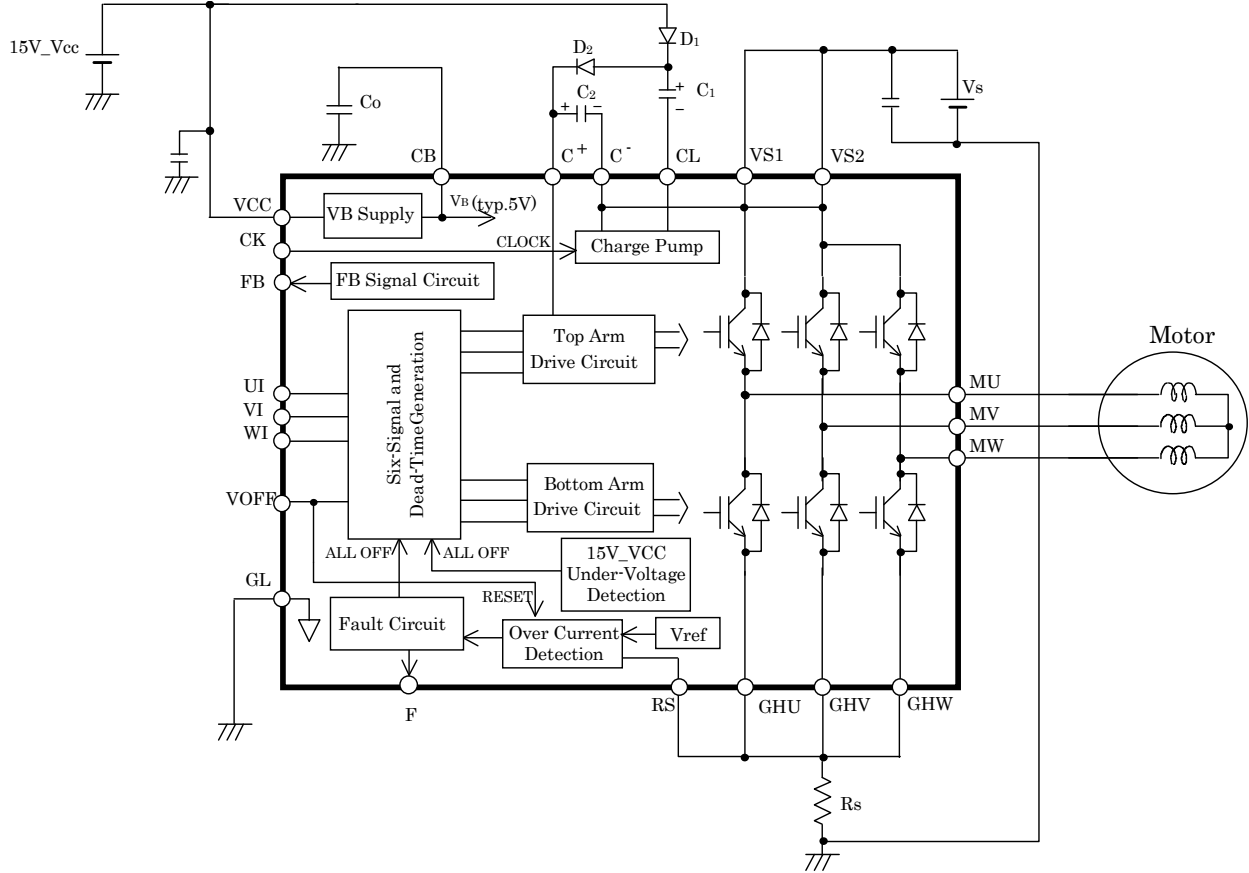 15V_Vcc
D1
D2
C2
+ −
+
−
C1
Co
Vs
CB
C+
C-
CL
VS1
VS2
VCC
VB Supply
VB (typ.5V)
CK
CLOCK
Charge Pump
FB
FB Signal Circuit
Motor
Top Arm
Drive Circuit
Six-Signal and
Dead-TimeGeneration
UI
VI
WI
MU
MV
MW
Bottom Arm
Drive Circuit
VOFF
ALL OFF
ALL OFF
15V_VCC
Under-Voltage
Detection
GL
RESET
Fault Circuit
Over Current
Detection
Vref
F
RS
GHU
GHV
GHW
Rs